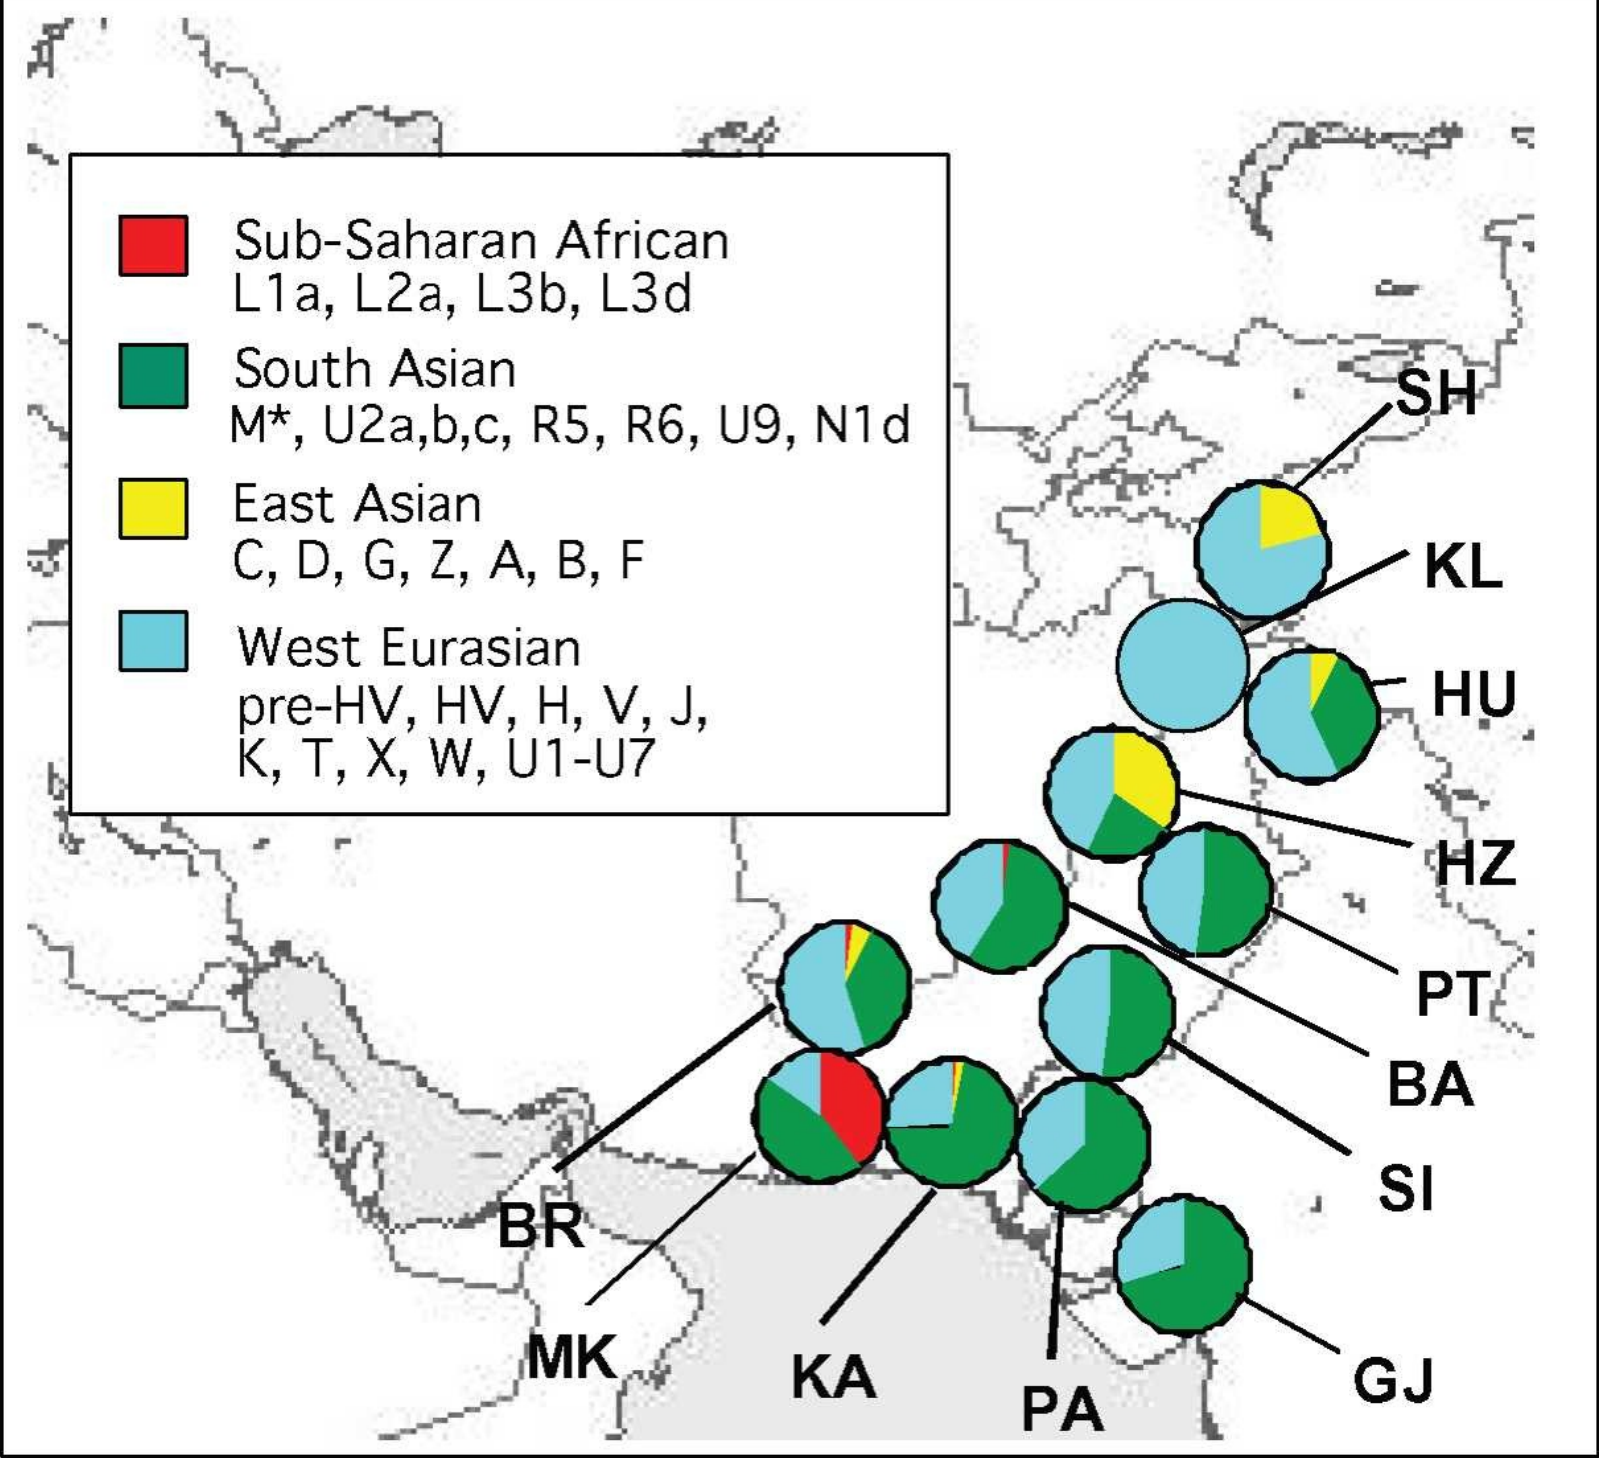 Sub-Saharan African
L1a, L2a, L3b, L3d
South Asian
M*, U2a,b,c, R5, R6, U9, N1d
East Asian
C, D, G, Z, A, B, F
West Eurasian
pre-HV, HV, H, V, J,
K, T, X, W, U1-U7
SH
KL
HU
HZ
PT
BA
SI
BR
MK
KA
PA
GJ